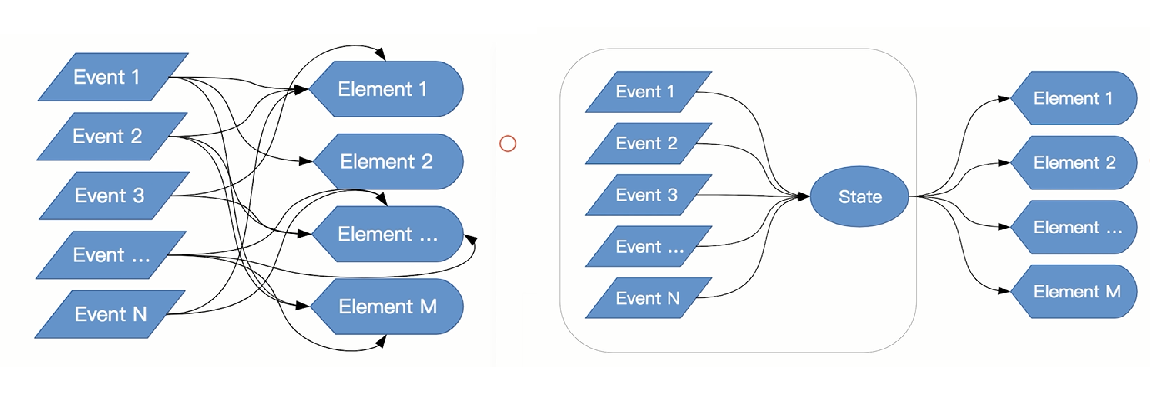 Event 1
Event 2
Event 3
Event ...
Event N
Element 1
Element 2
Element ...
Element M
Event 1
Event 2
Event 3
Event ...
Event N
State
Element 1
Element 2
Element ...
Element M